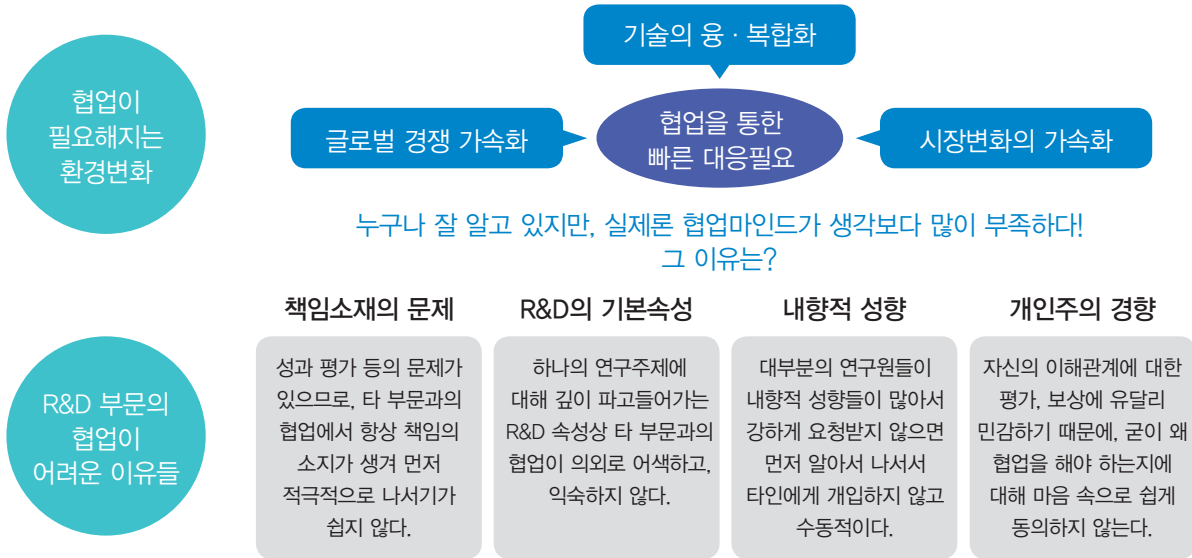 협업이
필요해지는
환경변화
기술의 융 · 복합화
글로벌 경쟁 가속화
협업을 통한
빠른 대응필요
시장변화의 가속화
누구나 잘 알고 있지만, 실제론 협업마인드가 생각보다 많이 부족하다!
그 이유는?
R&D 부문의
협업이
어려운 이유들
책임소재의 문제
성과 평가 등의 문제가
있으므로, 타 부문과의
협업에서 항상 책임의
소지가 생겨 먼저
적극적으로 나서기가
쉽지 않다.
R&D의 기본속성
하나의 연구주제에
대해 깊이 파고들어가는
R&D 속성상 타 부문과의
협업이 의외로 어색하고,
익숙하지 않다.
내향적 성향
대부분의 연구원들이
내향적 성향들이 많아서
강하게 요청받지 않으면
먼저 알아서 나서서
타인에게 개입하지 않고
수동적이다.
개인주의 경향
자신의 이해관계에 대한
평가, 보상에 유달리
민감하기 때문에, 굳이 왜
협업을 해야 하는지에
대해 마음 속으로 쉽게
동의하지 않는다.